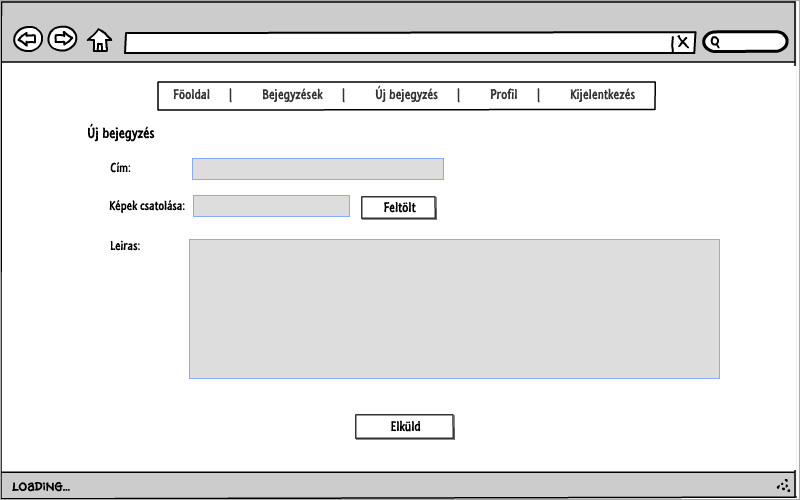 Főoldal | Bejegyzések | Új bejegyzés | Profil | Kijelentkezés
Új bejegyzés
Cím:
Képek csatolása: Feltölt
Leiras:
Elküld
LOADING...